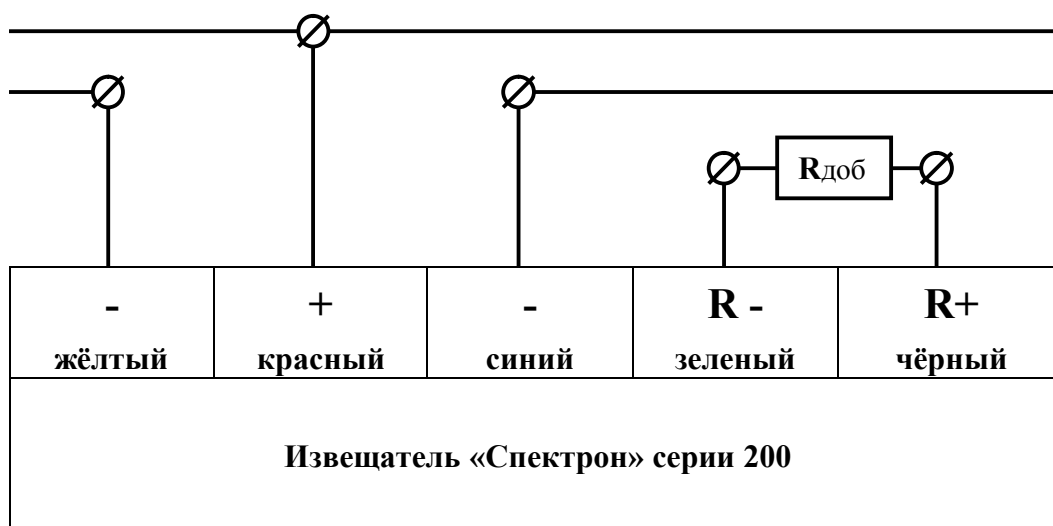 Rдоб
- + - R - R+
жёлтый красный синий зеленый чёрный
Извещатель «Спектрон» серии 200